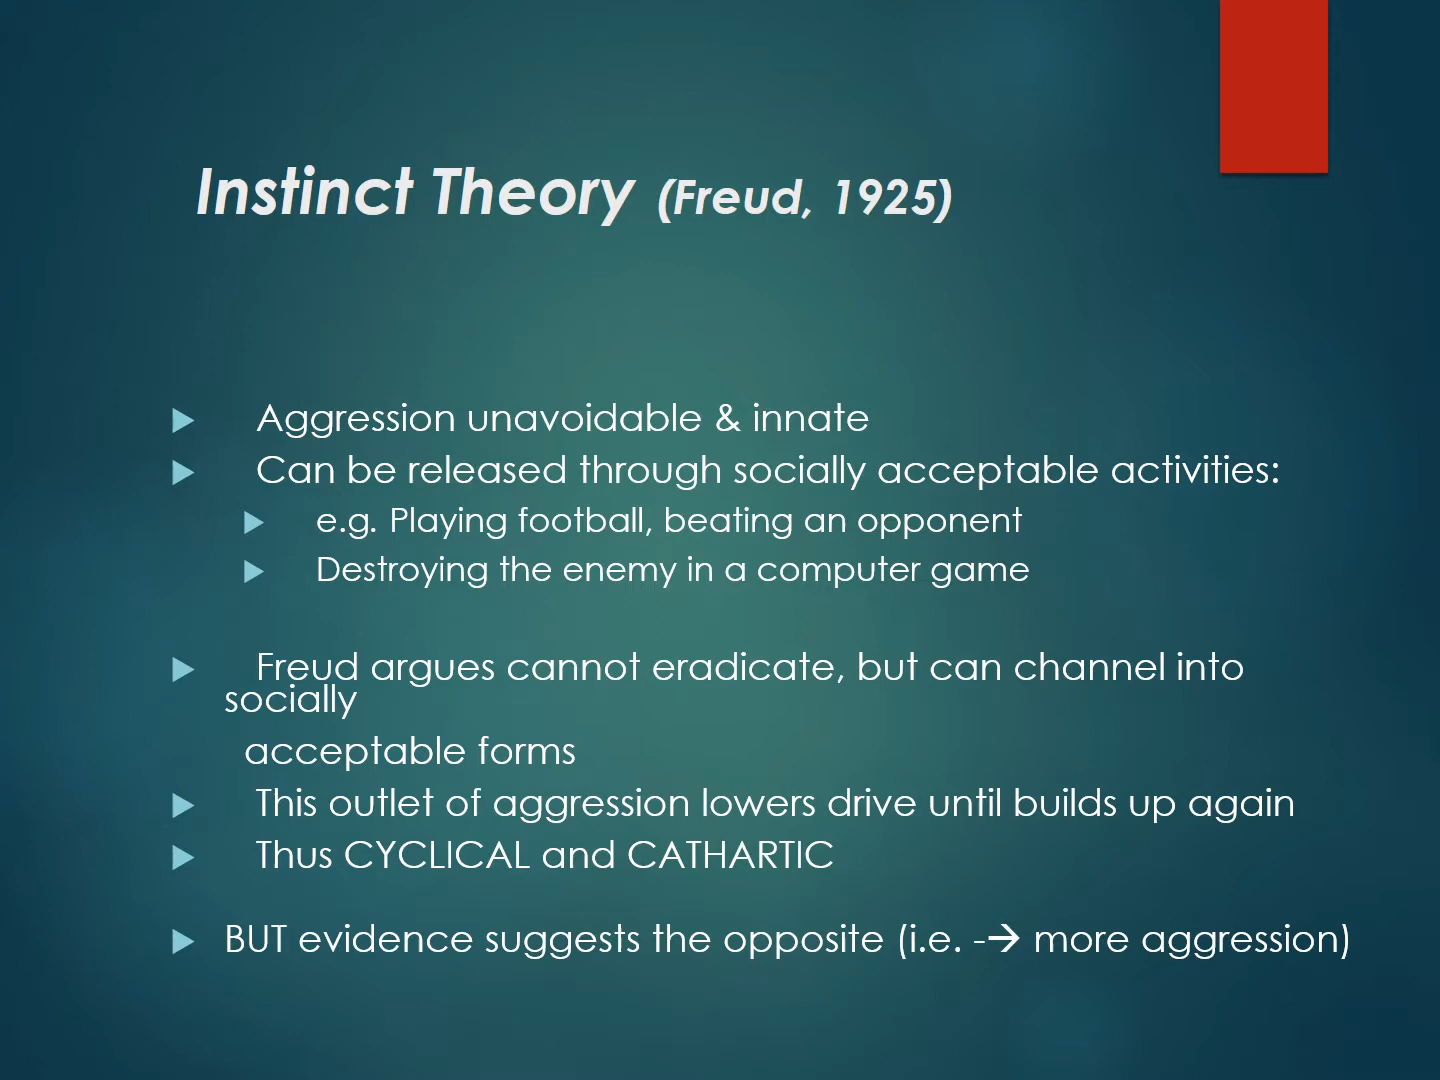 Instinct Theory (Freud, 1925)
Aggression unavoidable & innate
Can be released through socially acceptable activities:
e.g. Playing football, beating an opponent
Destroying the enemy in a computer game
Freud argues cannot eradicate, but can channel into
socially
acceptable forms
This outlet of aggression lowers drive until builds up again
Thus CYCLICAL and CATHARTIC
BUT evidence suggests the opposite (i.e. -→ more aggression)